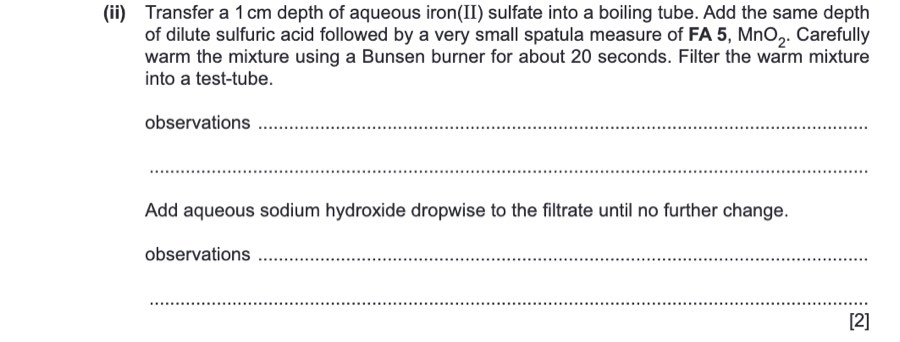 (ii) Transfer a 1 cm depth of aqueous iron(II) sulfate into a boiling tube. Add the same depth
of dilute sulfuric acid followed by a very small spatula measure of FA 5, MnO₂. Carefully
warm the mixture using a Bunsen burner for about 20 seconds. Filter the warm mixture
into a test-tube.
observations ................................................................................
................................................................................
Add aqueous sodium hydroxide dropwise to the filtrate until no further change.
observations ................................................................................
................................................................................
[2]